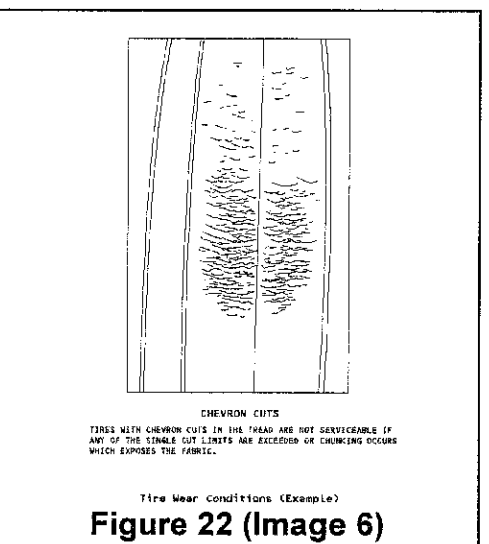 CHEVRON CUTS
TIRES WITH CHEVRON CUTS IN THE TREAD ARE NOT SERVICEABLE IF
ANY OF THE SINGLE CUT LIMITS ARE EXCEEDED OR CHUNKING OCCURS
WHICH EXPOSES THE FABRIC.
Tire Wear Conditions (Example)
Figure 22 (Image 6)